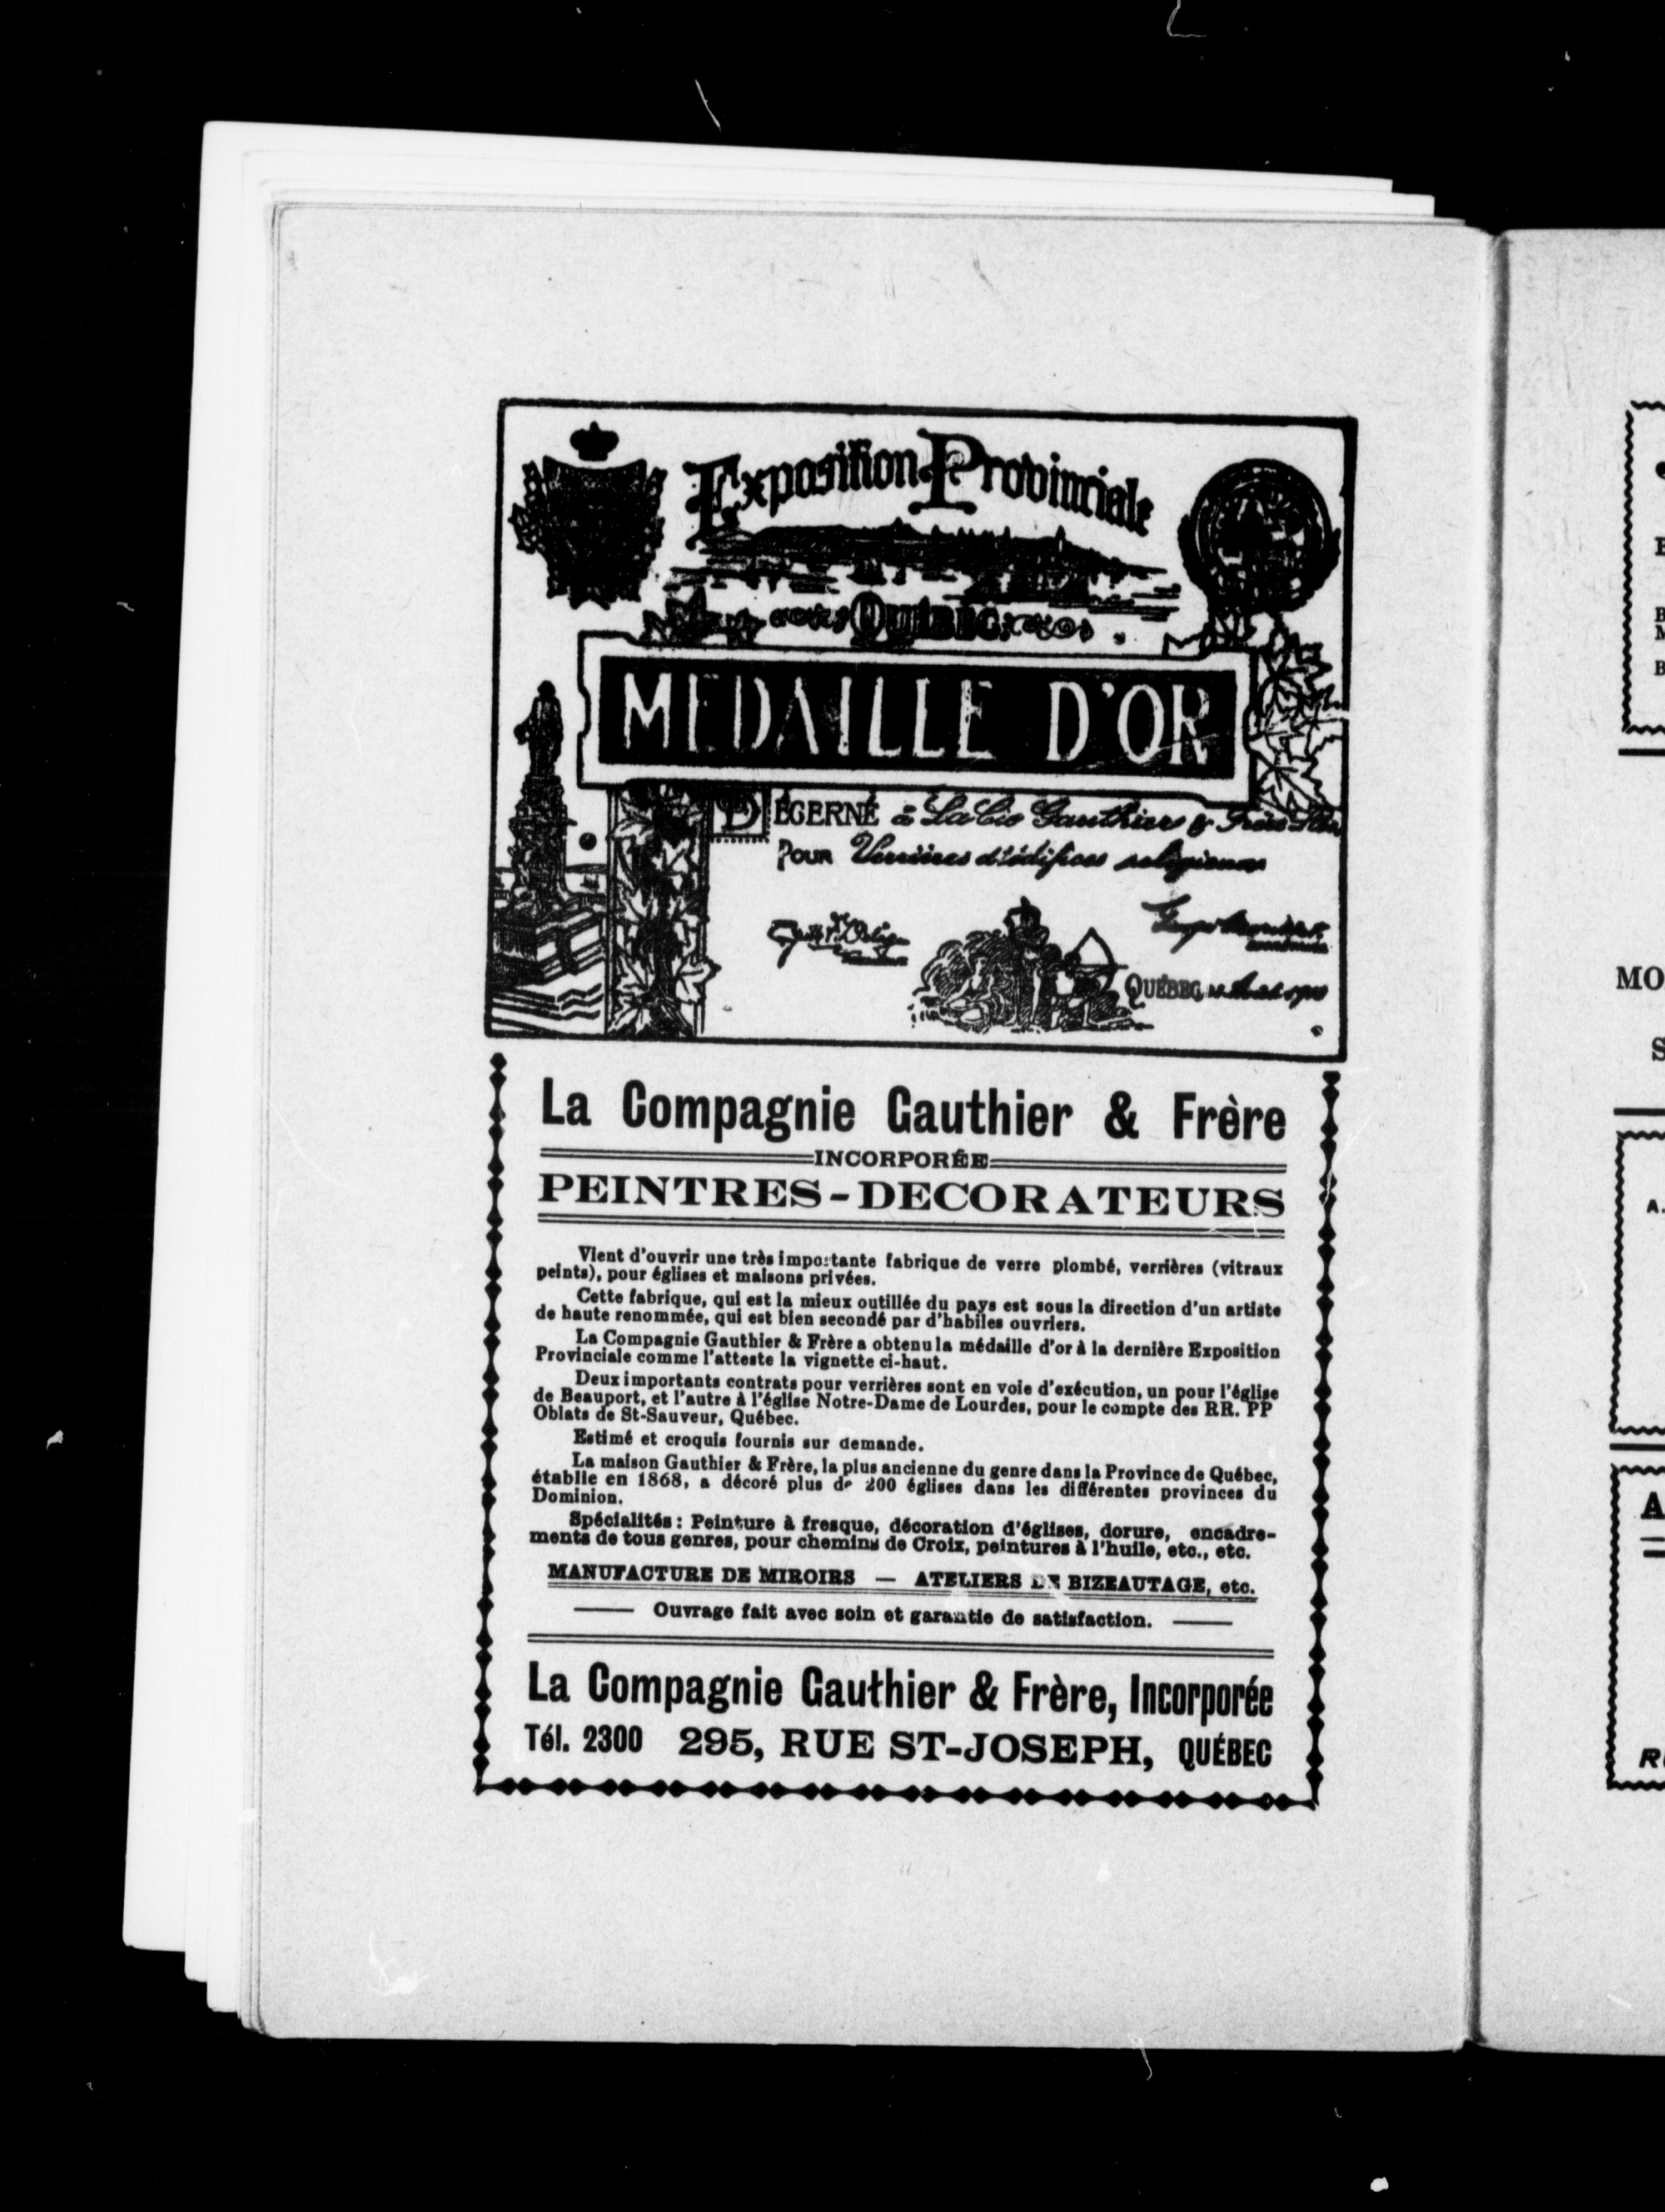 Exposition Provinciale
QUÉBEC
MEDAILLE D'OR
DÉCERNÉ à La Cie Gauthier & Frère
POUR Verrières d'édifices religieux
QUÉBEC
La Compagnie Gauthier & Frère
INCORPORÉE
PEINTRES-DECORATEURS
Vient d'ouvrir une très importante fabrique de verre plombé, verrières (vitraux
peints), pour églises et maisons privées.
Cette fabrique, qui est la mieux outillée du pays est sous la direction d'un artiste
de haute renommée, qui est bien secondé par d'habiles ouvriers.
La Compagnie Gauthier & Frère a obtenu la médaille d'or à la dernière Exposition
Provinciale comme l'atteste la vignette ci-haut.
Deux importants contrats pour verrières sont en voie d'exécution, un pour l'église
de Beauport, et l'autre à l'église Notre-Dame de Lourdes, pour le compte des RR. PP
Oblats de St-Sauveur, Québec.
Estimé et croquis fournis sur demande.
La maison Gauthier & Frère, la plus ancienne du genre dans la Province de Québec,
établie en 1868, a décoré plus de 200 églises dans les différentes provinces du
Dominion.
Spécialités : Peinture à fresque, décoration d'églises, dorure, encadre-
ments de tous genres, pour chemins de Croix, peintures à l'huile, etc., etc.
MANUFACTURE DE MIROIRS — ATELIERS DE BIZEAUTAGE, etc.
Ouvrage fait avec soin et garantie de satisfaction.
La Compagnie Gauthier & Frère, Incorporée
Tél. 2300 295, RUE ST-JOSEPH, QUÉBEC
MO